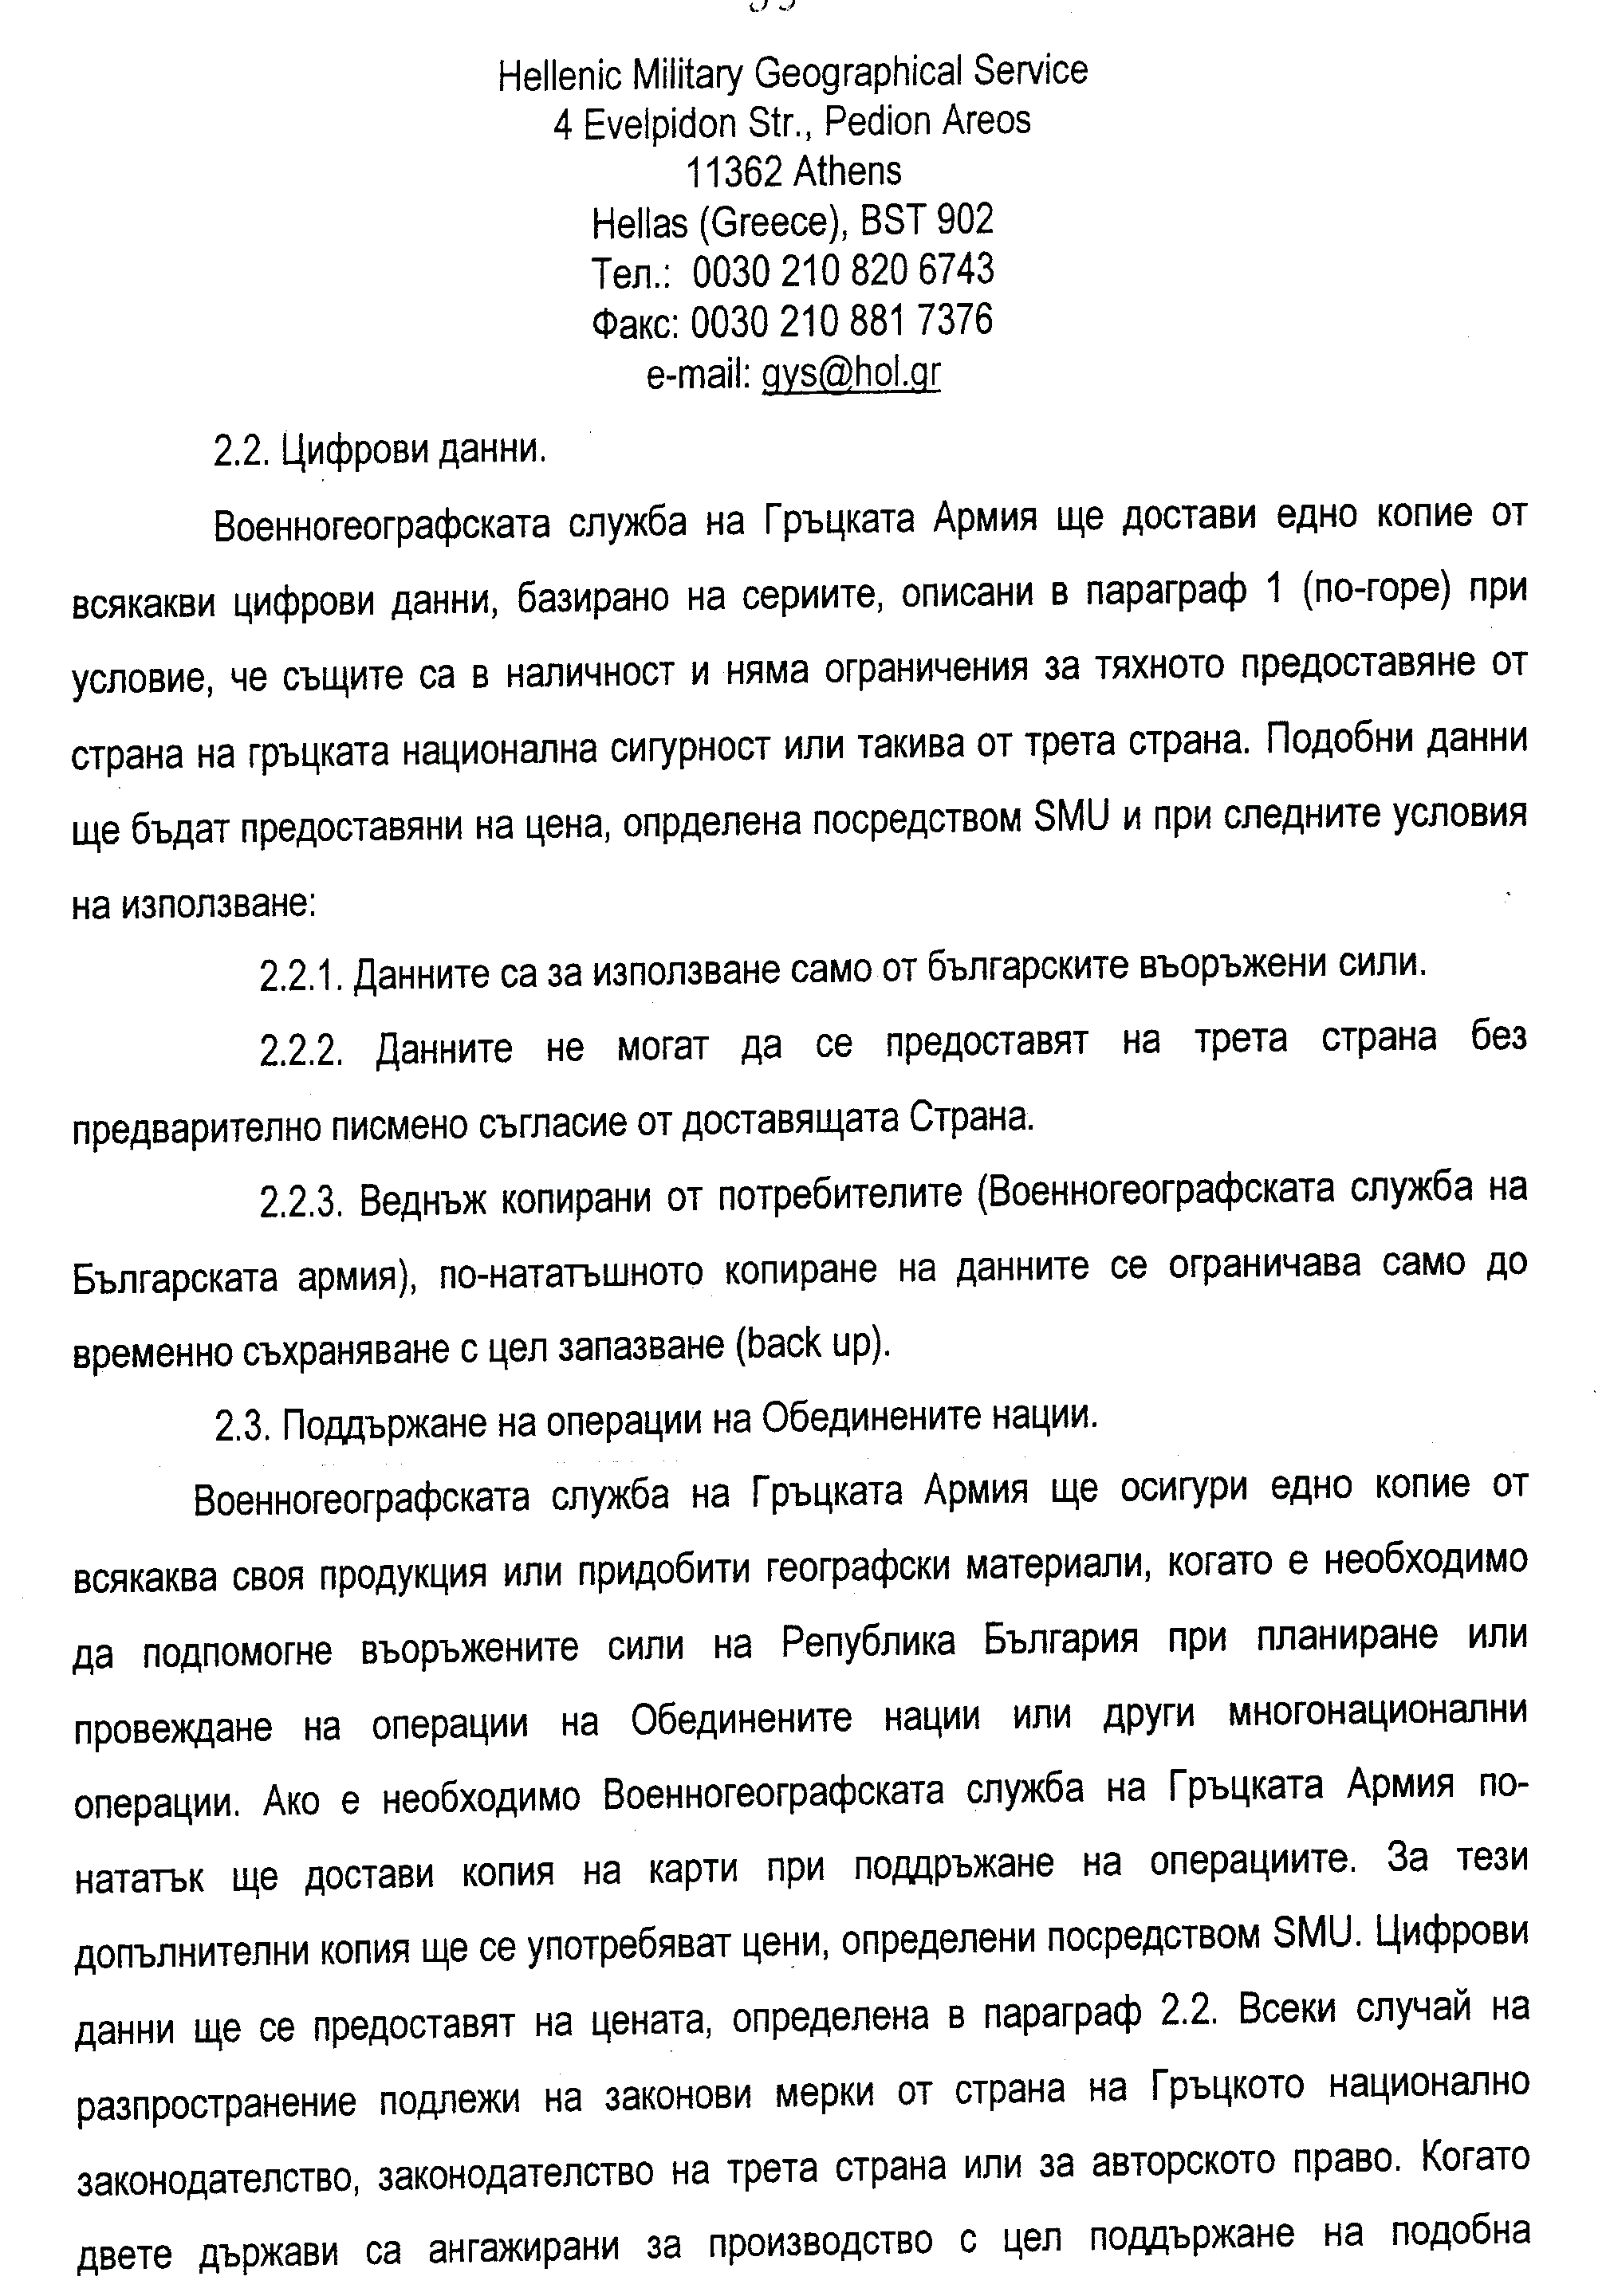 Hellenic Military Geographical Service
4 Evelpidon Str., Pedion Areos
11362 Athens
Hellas (Greece), BST 902
Тел.: 0030 210 820 6743
Факс: 0030 210 881 7376
e-mail: gys@hol.gr
2.2. Цифрови данни.
Военногеографската служба на Гръцката Армия ще достави едно копие от
всякакви цифрови данни, базирано на сериите, описани в параграф 1 (по-горе) при
условие, че същите са в наличност и няма ограничения за тяхното предоставяне от
страна на гръцката национална сигурност или такива от трета страна. Подобни данни
ще бъдат предоставяни на цена, опрделена посредством SMU и при следните условия
на използване:
2.2.1. Данните са за използване само от българските въоръжени сили.
2.2.2. Данните не могат да се предоставят на трета страна без
предварително писмено съгласие от доставящата Страна.
2.2.3. Веднъж копирани от потребителите (Военногеографската служба на
Българската армия), по-нататъшното копиране на данните се ограничава само до
временно съхраняване с цел запазване (back up).
2.3. Поддържане на операции на Обединените нации.
Военногеографската служба на Гръцката Армия ще осигури едно копие от
всякаква своя продукция или придобити географски материали, когато е необходимо
да подпомогне въоръжените сили на Република България при планиране или
провеждане на операции на Обединените нации или други многонационални
операции. Ако е необходимо Военногеографската служба на Гръцката Армия по-
нататък ще достави копия на карти при поддръжане на операциите. За тези
допълнителни копия ще се употребяват цени, определени посредством SMU. Цифрови
данни ще се предоставят на цената, определена в параграф 2.2. Всеки случай на
разпространение подлежи на законови мерки от страна на Гръцкото национално
законодателство, законодателство на трета страна или за авторското право. Когато
двете държави са ангажирани за производство с цел поддържане на подобна